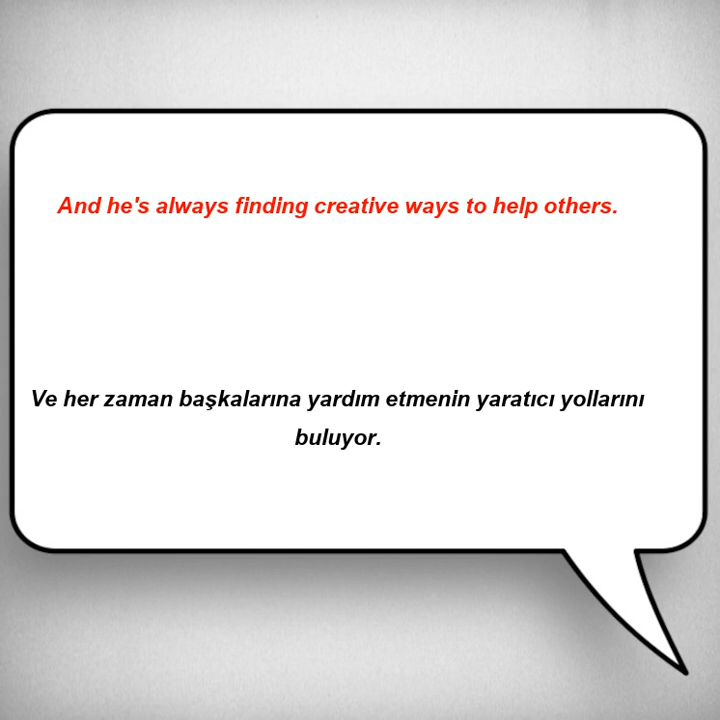 And he's always finding creative ways to help others.
Ve her zaman başkalarına yardım etmenin yaratıcı yollarını
buluyor.